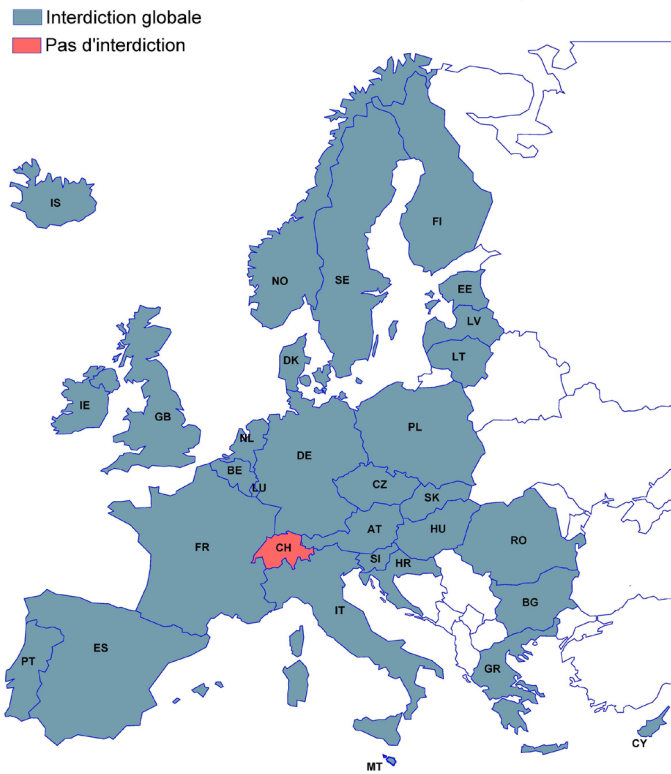 Interdiction globale
Pas d'interdiction
IS
FI
NO
SE
EE
LV
DK
LT
IE
GB
NL
PL
DE
BE
CZ
LU
SK
AT
HU
FR
CH
RO
SI
HR
BG
IT
ES
PT
GR
CY
MT